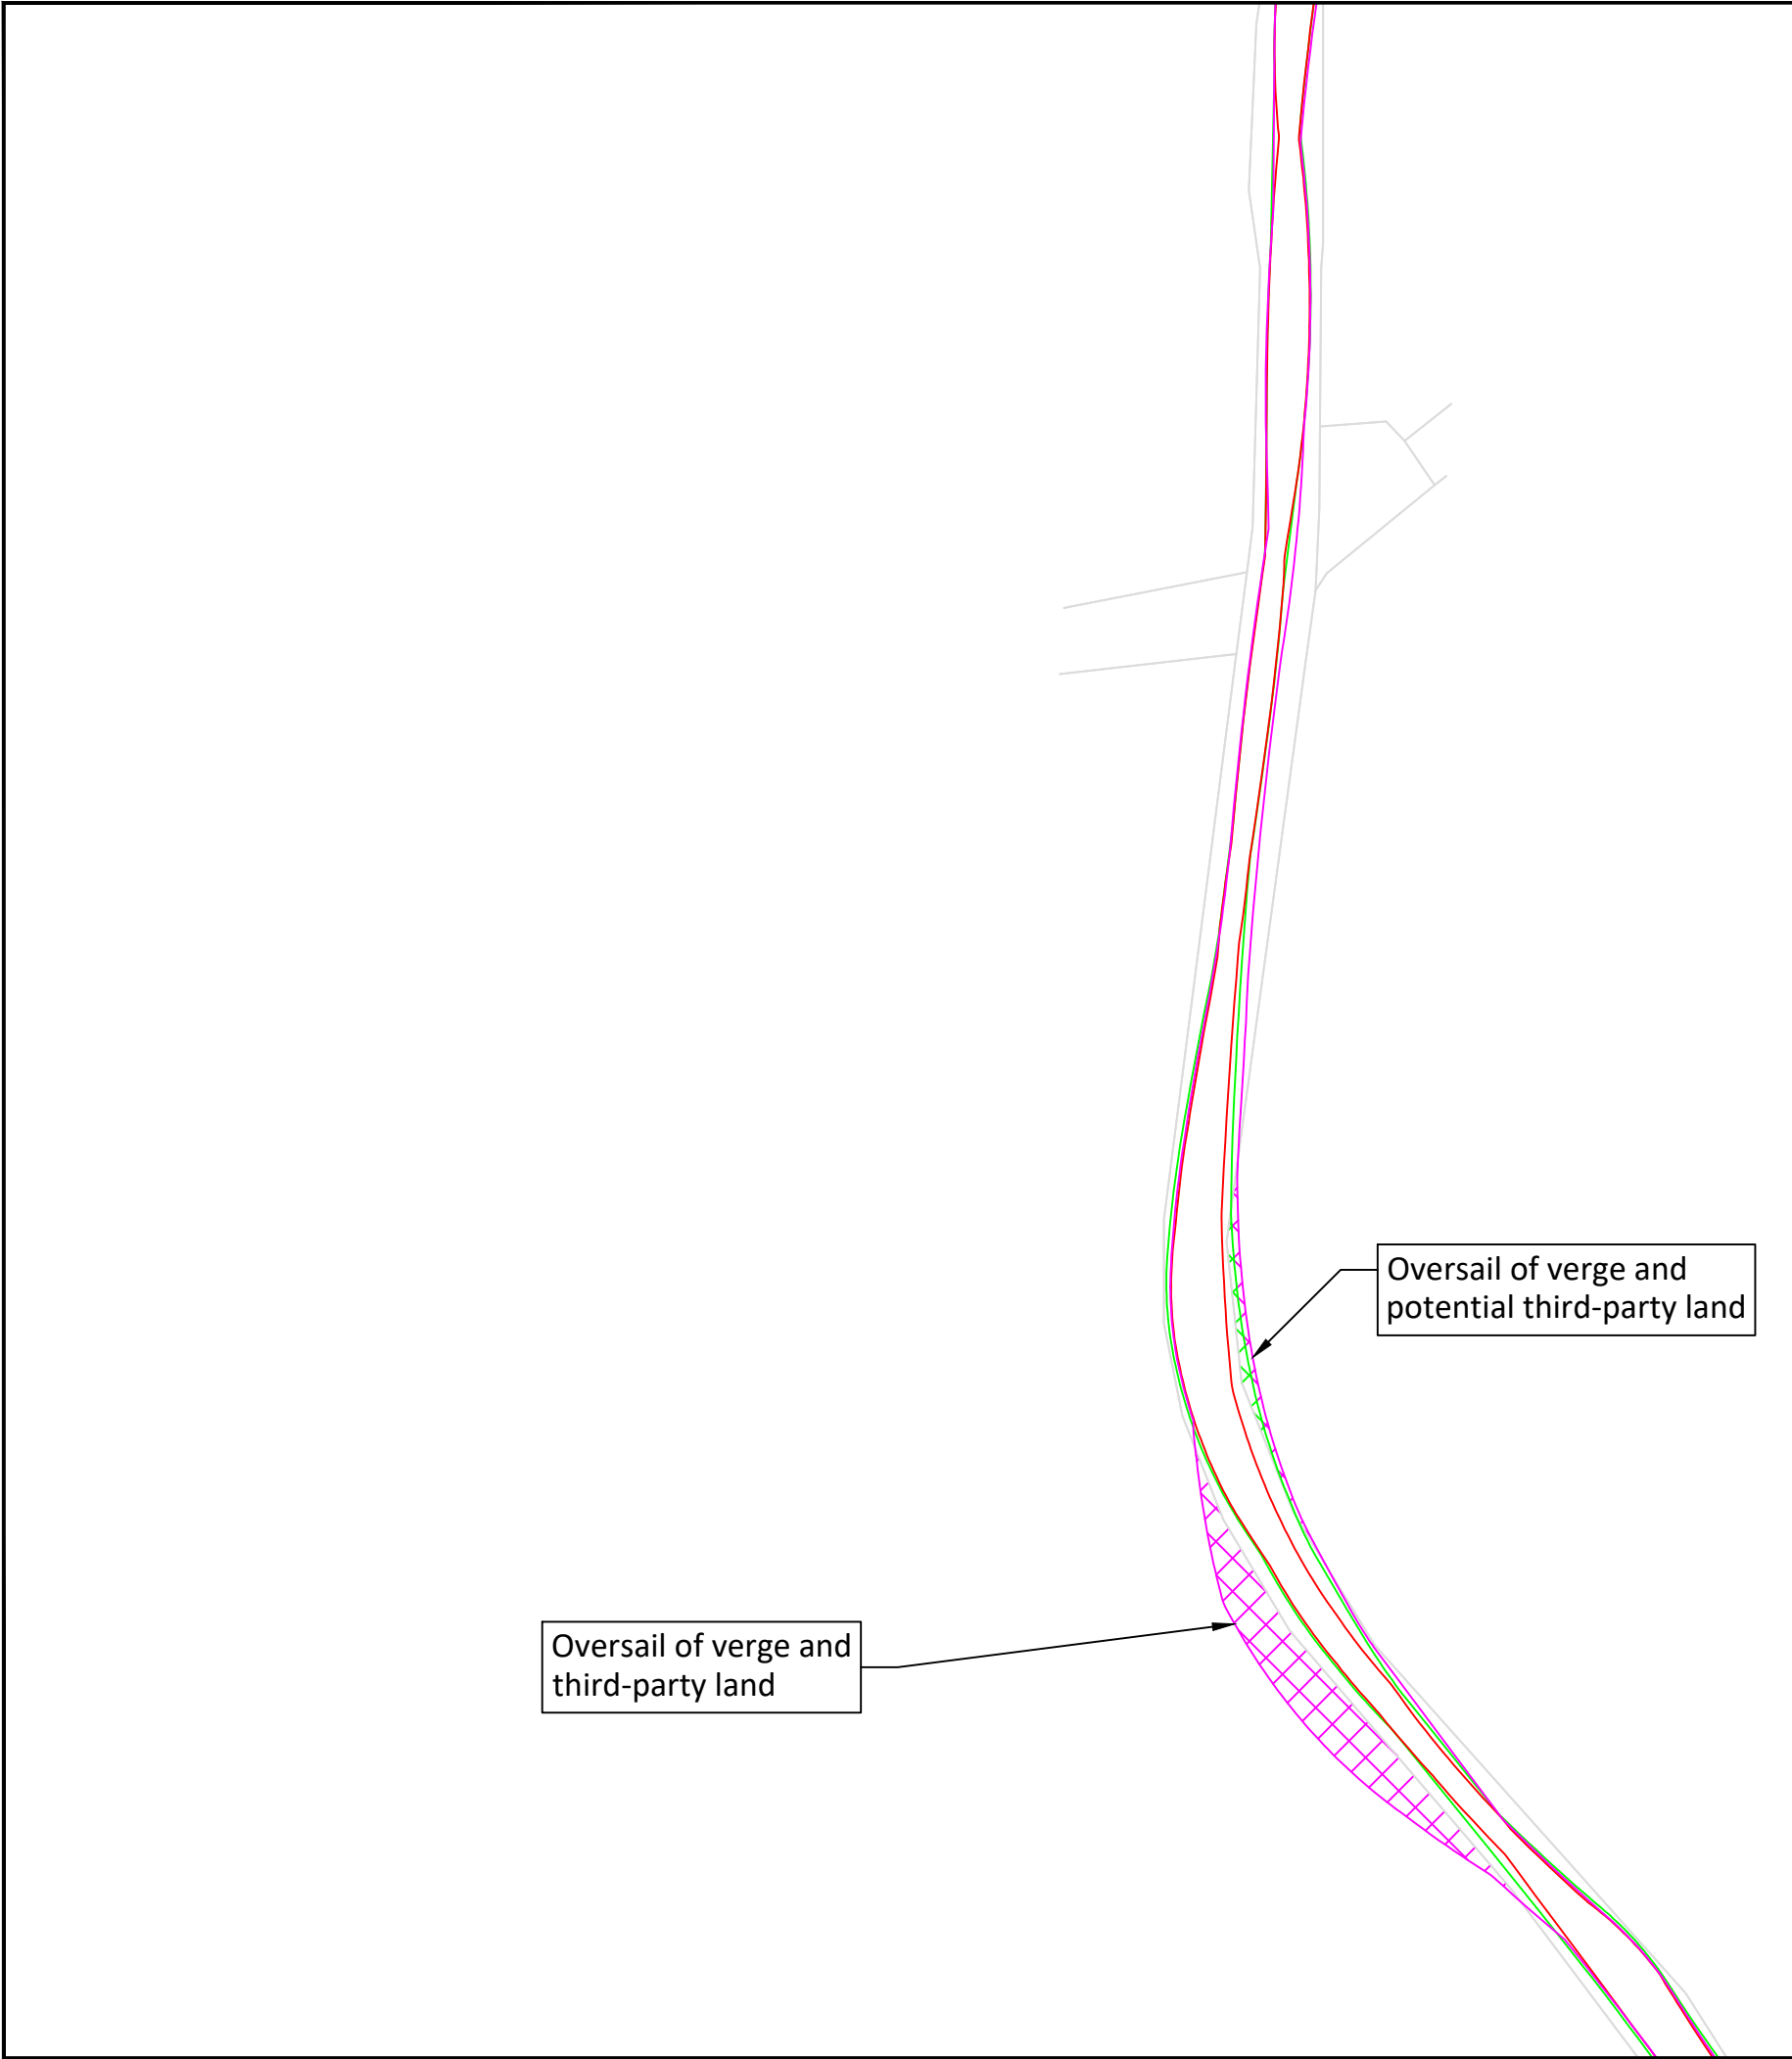 Oversail of verge and
potential third-party land
Oversail of verge and
third-party land